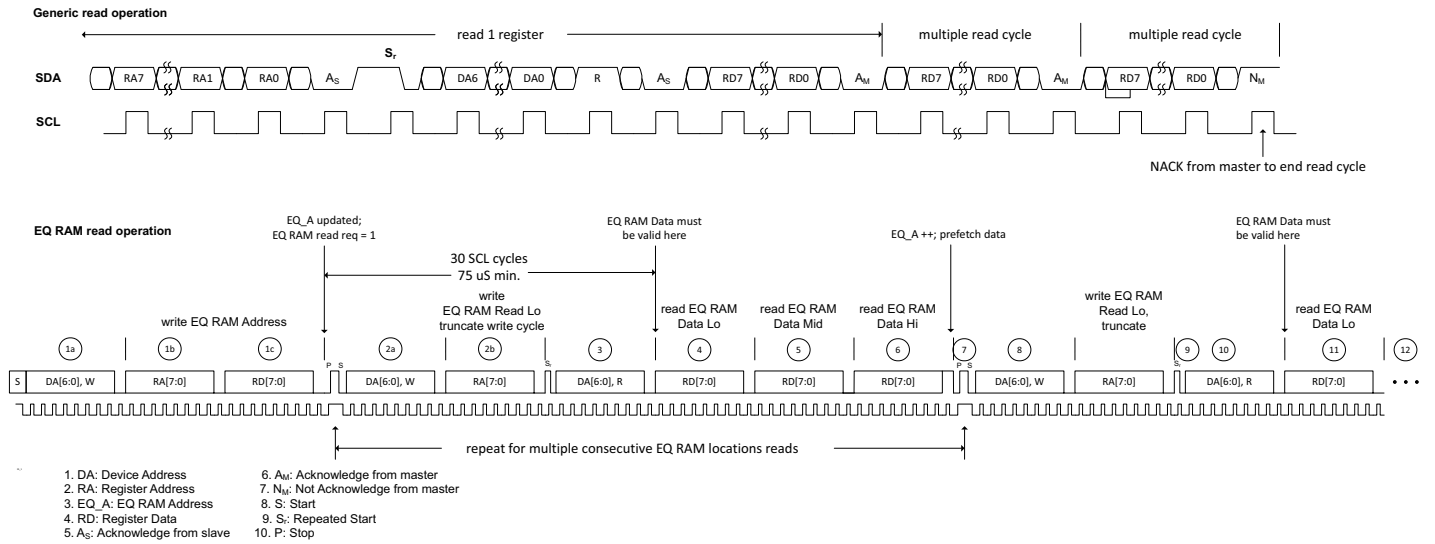 Generic read operation
read 1 register
multiple read cycle
multiple read cycle
Sr
SDA
RA7 RA1 RA0 AS DA6 DA0 R AS RD7 RD0 AM RD7 RD0 AM RD7 RD0 NM
SCL
NACK from master to end read cycle
EQ RAM read operation
EQ_A updated;
EQ RAM read req = 1
EQ RAM Data must
be valid here
EQ_A ++; prefetch data
EQ RAM Data must
be valid here
30 SCL cycles
75 uS min.
write EQ RAM Address
write
EQ RAM Read Lo
truncate write cycle
read EQ RAM
Data Lo
read EQ RAM
Data Mid
read EQ RAM
Data Hi
write EQ RAM
Read Lo,
truncate
read EQ RAM
Data Lo
1a 1b 1c 2a 2b 3 4 5 6 7 8 9 10 11 12
P S Sr P S Sr
S DA[6:0], W RA[7:0] RD[7:0] DA[6:0], W RA[7:0] DA[6:0], R RD[7:0] RD[7:0] RD[7:0] DA[6:0], W RA[7:0] DA[6:0], R RD[7:0] • • •
repeat for multiple consecutive EQ RAM locations reads
1. DA: Device Address
2. RA: Register Address
3. EQ_A: EQ RAM Address
4. RD: Register Data
5. AS: Acknowledge from slave
6. AM: Acknowledge from master
7. NM: Not Acknowledge from master
8. S: Start
9. Sr: Repeated Start
10. P: Stop